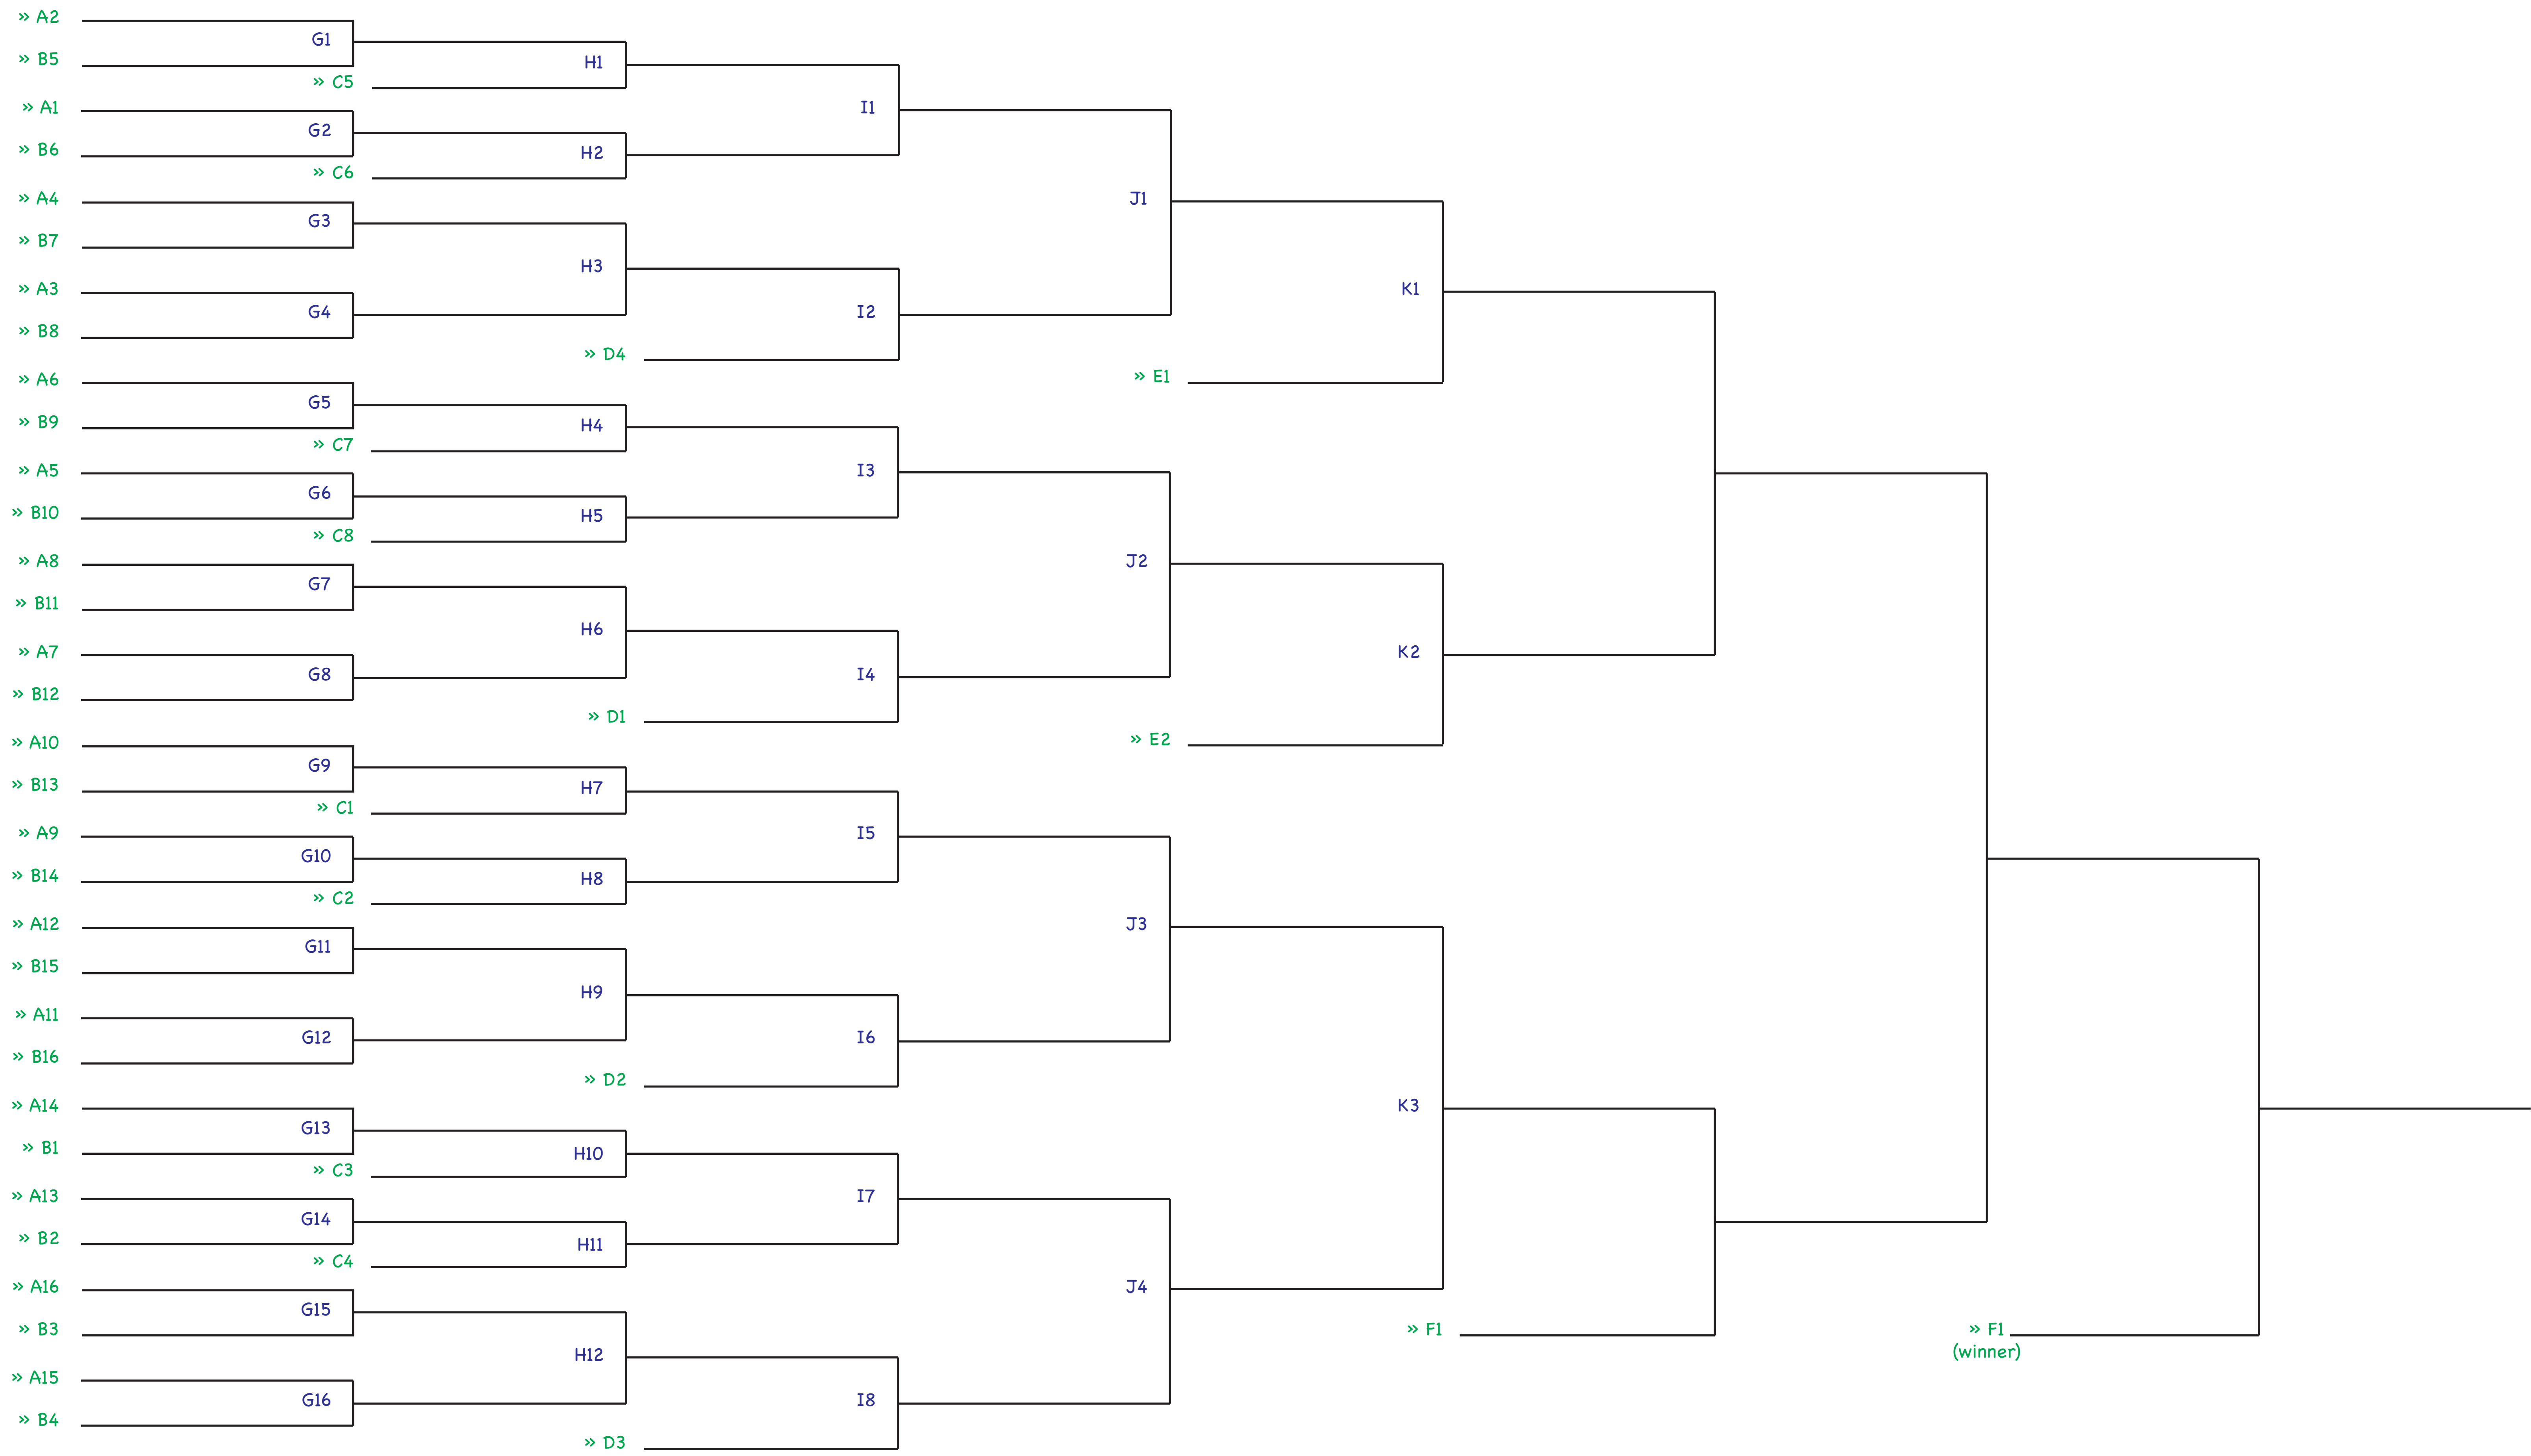 » A2
G1
» B5
H1
» C5
» A1
I1
G2
» B6
H2
» C6
» A4
J1
G3
» B7
H3
» A3
K1
G4
I2
» B8
» D4
» E1
» A6
G5
» B9
H4
» C7
» A5
I3
G6
» B10
H5
» C8
» A8
J2
G7
» B11
H6
» A7
K2
G8
I4
» B12
» D1
» E2
» A10
G9
» B13
H7
» C1
» A9
I5
G10
» B14
H8
» C2
» A12
J3
G11
» B15
H9
» A11
G12
I6
» B16
» D2
» A14
K3
G13
» B1
H10
» C3
» A13
I7
G14
» B2
H11
» C4
» A16
J4
G15
» B3
» F1
» F1
(winner)
H12
» A15
G16
I8
» B4
» D3